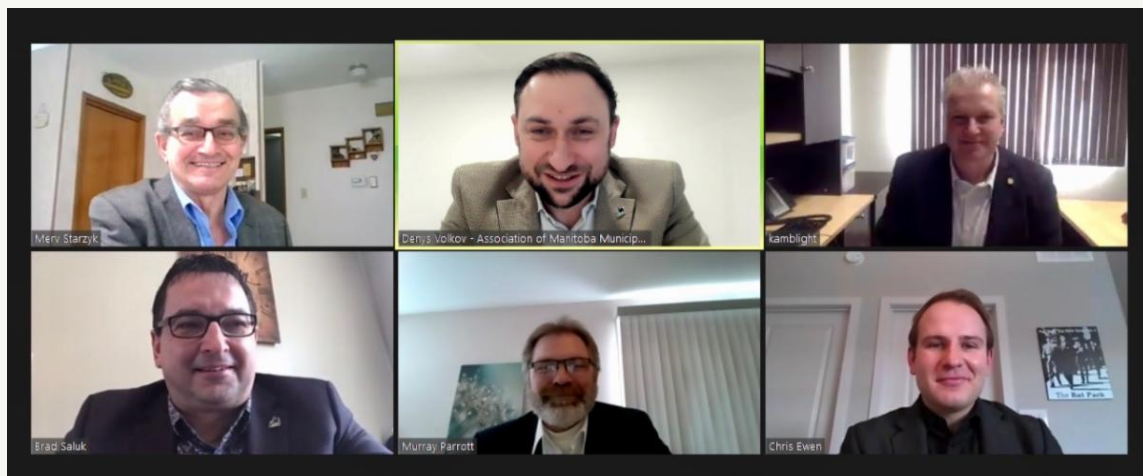 Merv Starzyk
Denys Volkov - Association of Manitoba Municip...
kamblight
Brad Saluk
Murray Parrott
Chris Ewen
The Rat Pack